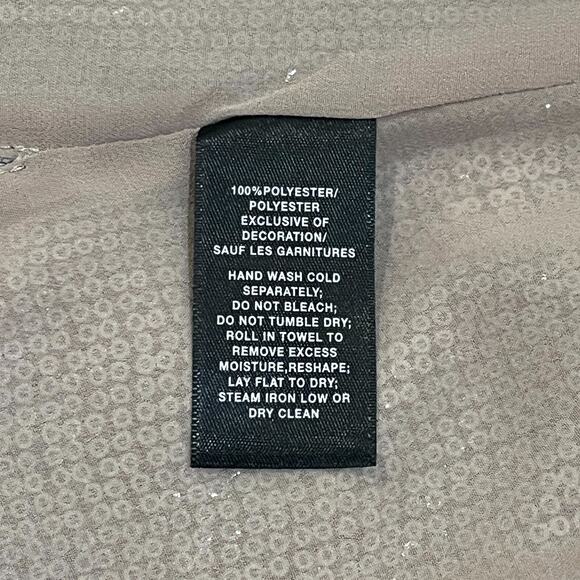 100%POLYESTER/
POLYESTER
EXCLUSIVE OF
DECORATION/
SAUF LES GARNITURES
HAND WASH COLD
SEPARATELY;
DO NOT BLEACH;
DO NOT TUMBLE DRY;
ROLL IN TOWEL TO
REMOVE EXCESS
MOISTURE,RESHAPE;
LAY FLAT TO DRY;
STEAM IRON LOW OR
DRY CLEAN